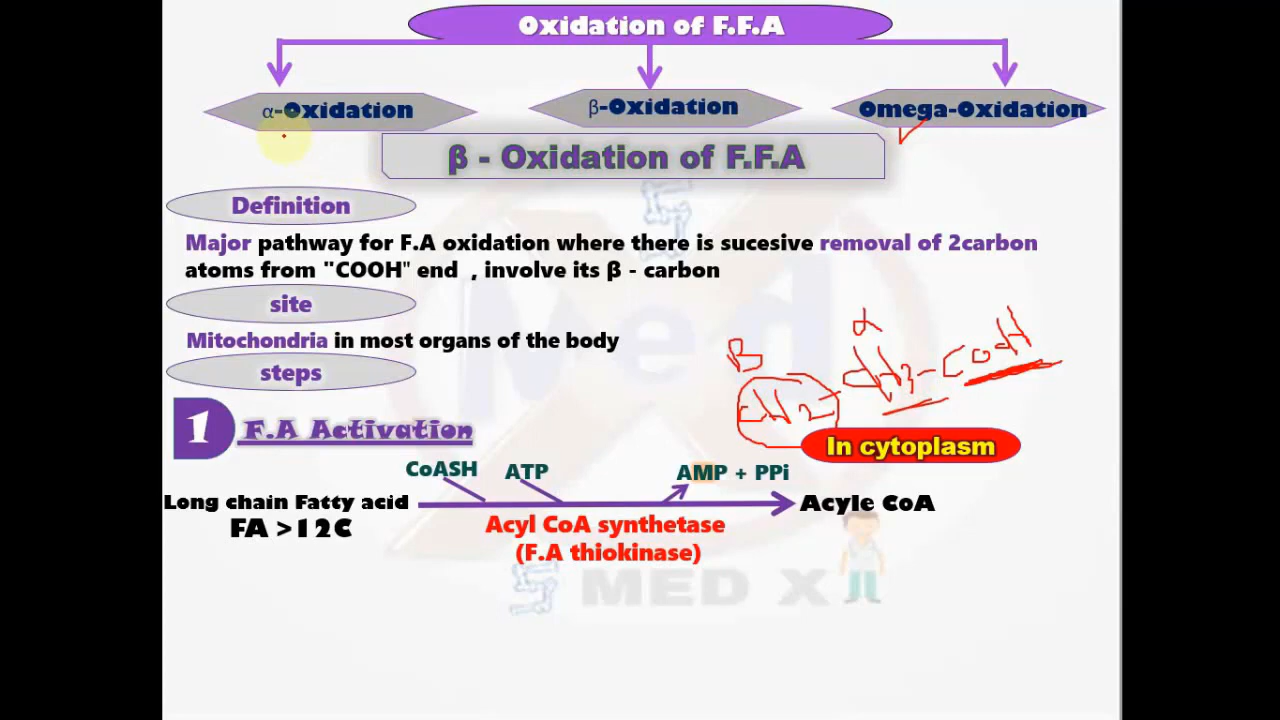 Oxidation of F.F.A
α-Oxidation
β-Oxidation
Omega-Oxidation
β - Oxidation of F.F.A
Definition
Major pathway for F.A oxidation where there is sucesive removal of 2carbon
atoms from "COOH" end , involve its β - carbon
site
Mitochondria in most organs of the body
steps
α
B
CH2-CH3-COOH
1 F.A Activation
In cytoplasm
CoASH ATP AMP + PPi
Long chain Fatty acid
FA >12C
Acyle CoA
Acyl CoA synthetase
(F.A thiokinase)
MED X